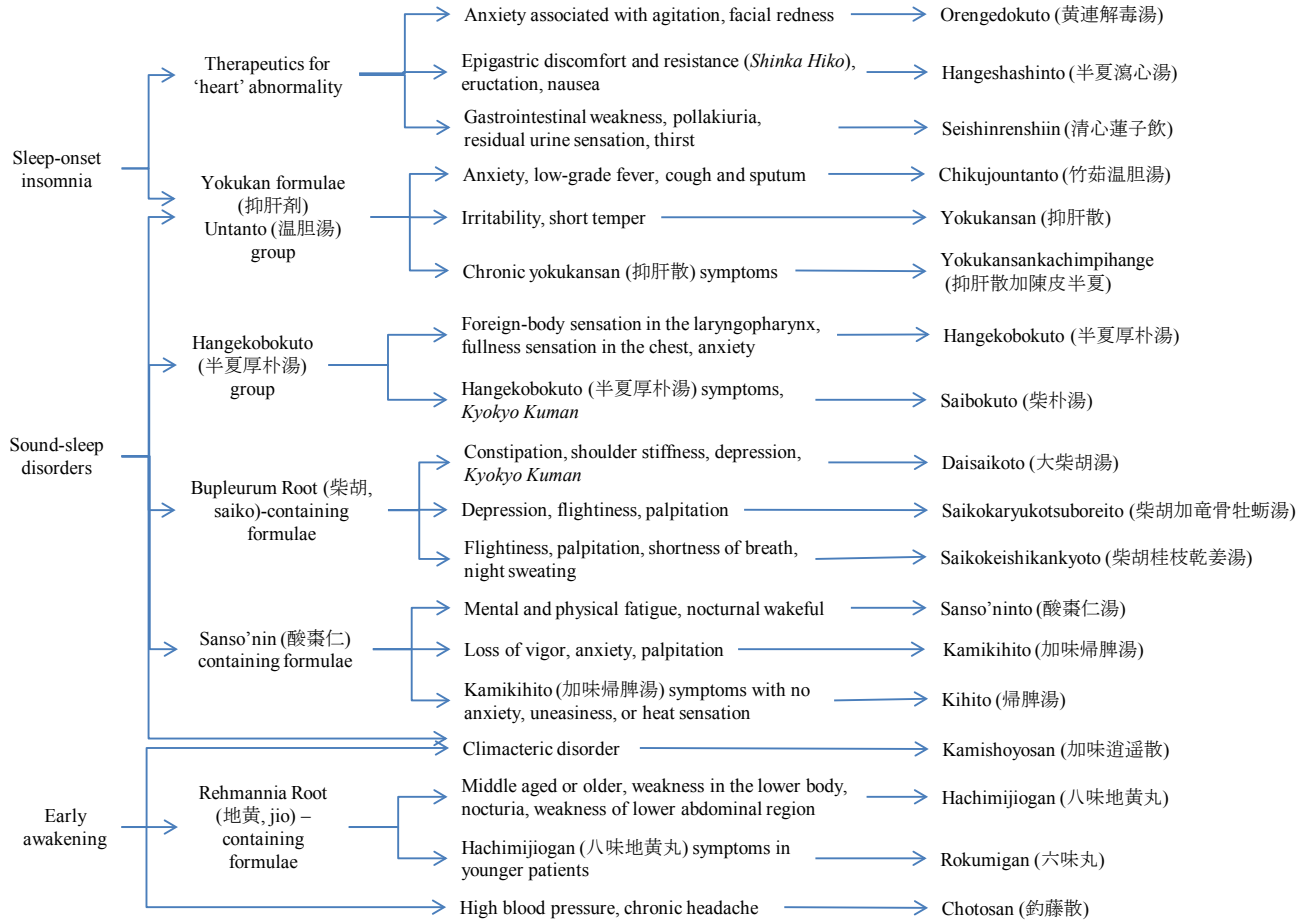 Sleep-onset
insomnia
Therapeutics for
‘heart’ abnormality
Anxiety associated with agitation, facial redness
Orengedokuto (黄連解毒湯)
Epigastric discomfort and resistance (Shinka Hiko),
eructation, nausea
Hangeshashinto (半夏瀉心湯)
Gastrointestinal weakness, pollakiuria,
residual urine sensation, thirst
Seishinrenshiin (清心蓮子飲)
Yokukan formulae
(抑肝剤)
Untanto (温胆湯)
group
Anxiety, low-grade fever, cough and sputum
Chikujountanto (竹茹温胆湯)
Irritability, short temper
Yokukansan (抑肝散)
Chronic yokukansan (抑肝散) symptoms
Yokukansankachimpihange
(抑肝散加陳皮半夏)
Sound-sleep
disorders
Hangekobokuto
(半夏厚朴湯)
group
Foreign-body sensation in the laryngopharynx,
fullness sensation in the chest, anxiety
Hangekobokuto (半夏厚朴湯)
Hangekobokuto (半夏厚朴湯) symptoms,
Kyokyo Kuman
Saibokuto (柴朴湯)
Bupleurum Root (柴胡,
saiko)-containing
formulae
Constipation, shoulder stiffness, depression,
Kyokyo Kuman
Daisaikoto (大柴胡湯)
Depression, flightiness, palpitation
Saikokaryukotsuboreito (柴胡加竜骨牡蛎湯)
Flightiness, palpitation, shortness of breath,
night sweating
Saikokeishikankyoto (柴胡桂枝乾姜湯)
Sanso’nin (酸棗仁)
containing formulae
Mental and physical fatigue, nocturnal wakeful
Sanso’ninto (酸棗仁湯)
Loss of vigor, anxiety, palpitation
Kamikihito (加味帰脾湯)
Kamikihito (加味帰脾湯) symptoms with no
anxiety, uneasiness, or heat sensation
Kihito (帰脾湯)
Climacteric disorder
Kamishoyosan (加味逍遥散)
Early
awakening
Rehmannia Root
(地黄, jio) –
containing
formulae
Middle aged or older, weakness in the lower body,
nocturia, weakness of lower abdominal region
Hachimijiogan (八味地黄丸)
Hachimijiogan (八味地黄丸) symptoms in
younger patients
Rokumigan (六味丸)
High blood pressure, chronic headache
Chotosan (釣藤散)